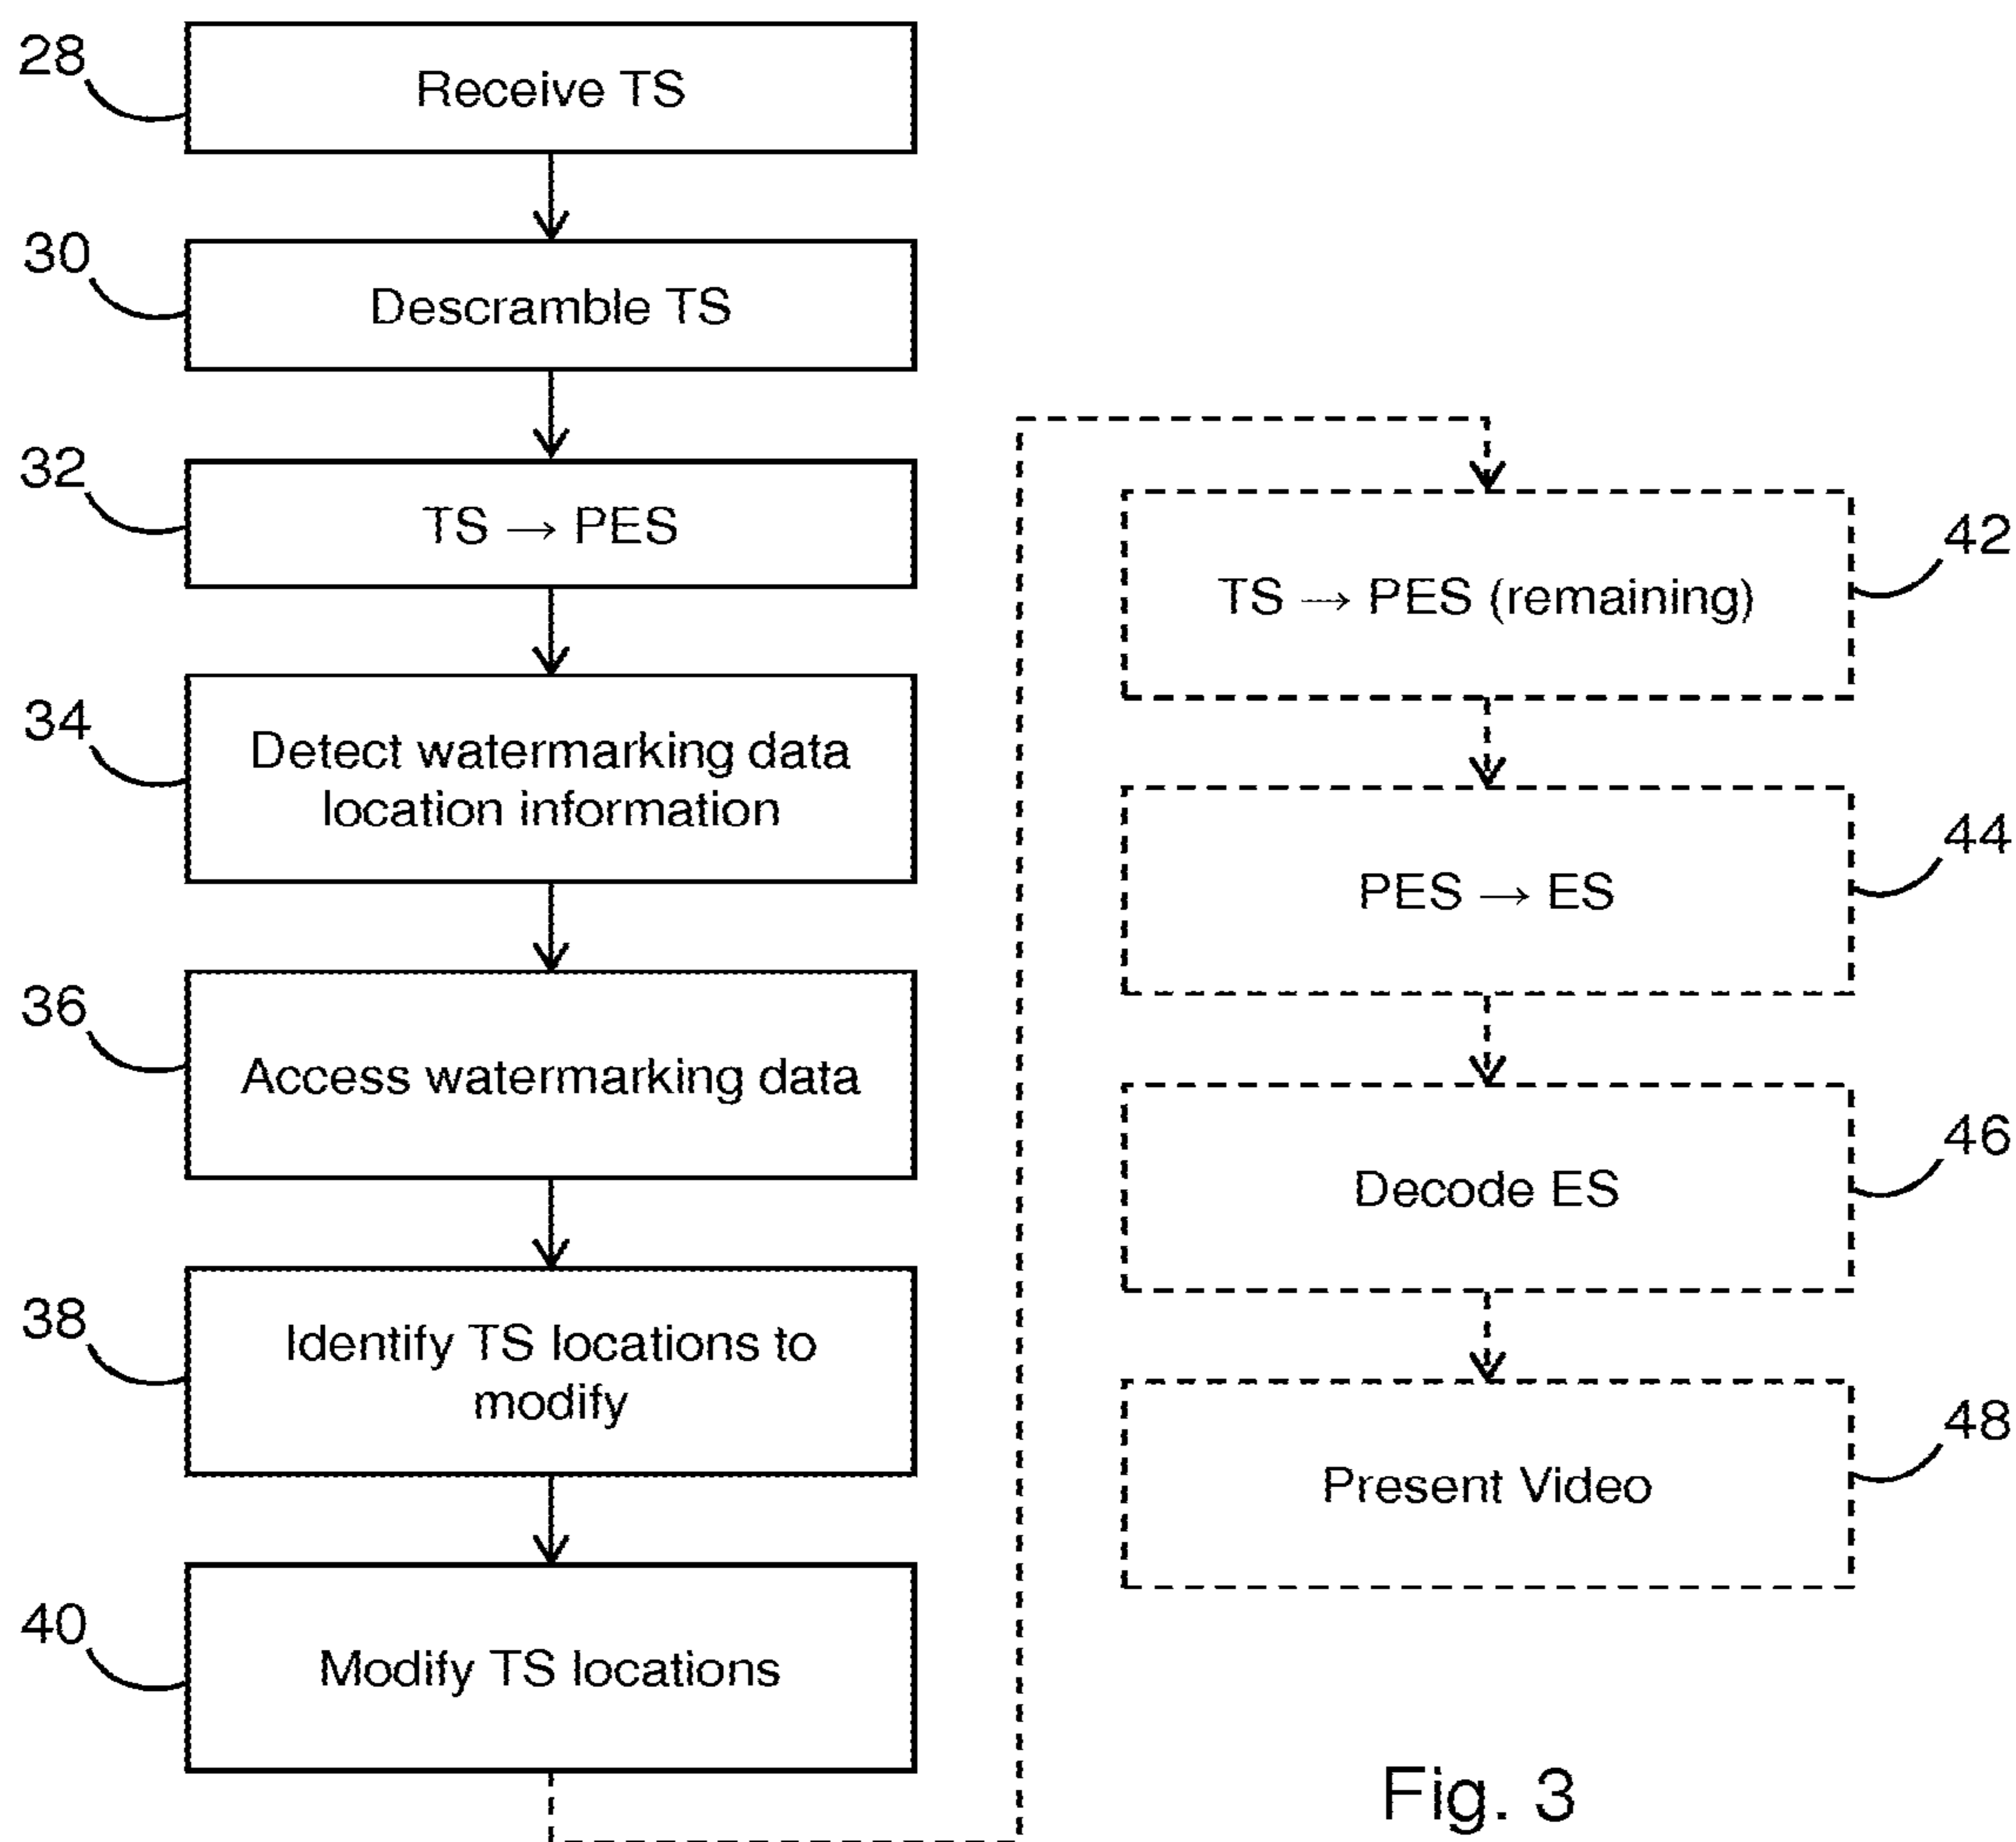 28
Receive TS
30
Descramble TS
32
TS → PES
34
Detect watermarking data
location information
36
Access watermarking data
38
Identify TS locations to
modify
40
Modify TS locations
42
TS → PES (remaining)
44
PES → ES
46
Decode ES
48
Present Video
Fig. 3